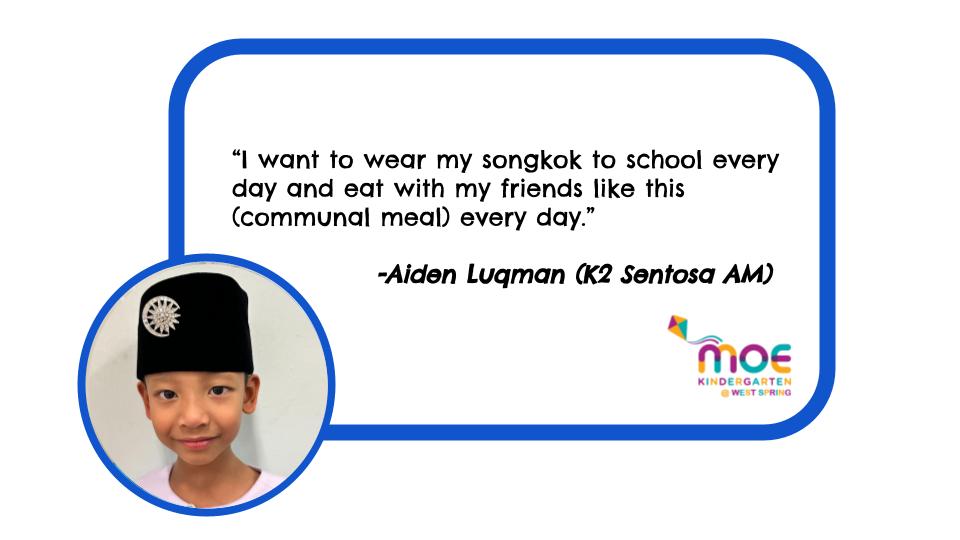 “I want to wear my songkok to school every
day and eat with my friends like this
(communal meal) every day.”
-Aiden Luqman (K2 Sentosa AM)
moe
KINDERGARTEN
@ WEST SPRING